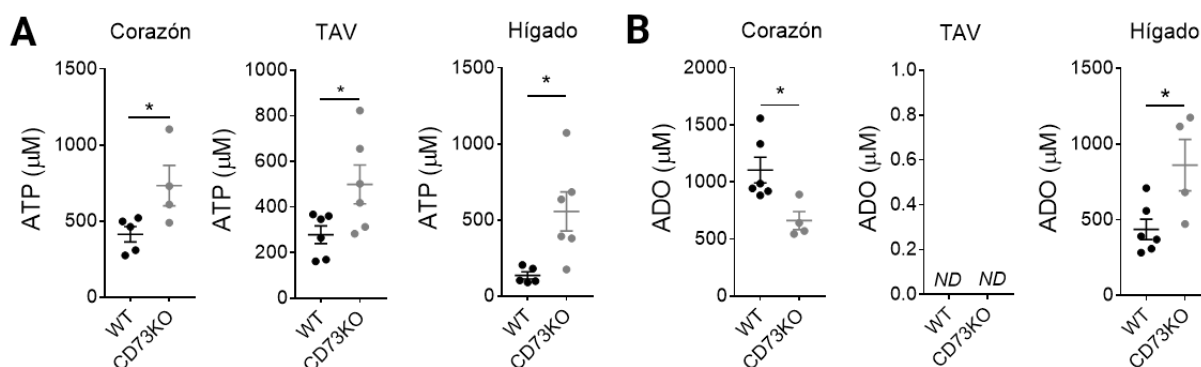 A
Corazón
ATP (µM)
1500
1000
500
0
*
WT
CD73KO
TAV
ATP (µM)
1000
800
600
400
200
0
*
WT
CD73KO
Hígado
ATP (µM)
1500
1000
500
0
*
WT
CD73KO
B
Corazón
ADO (µM)
2000
1500
1000
500
0
*
WT
CD73KO
TAV
ADO (µM)
1.0
0.8
0.6
0.4
0.2
0.0
ND ND
WT
CD73KO
Hígado
ADO (µM)
1500
1000
500
0
*
WT
CD73KO